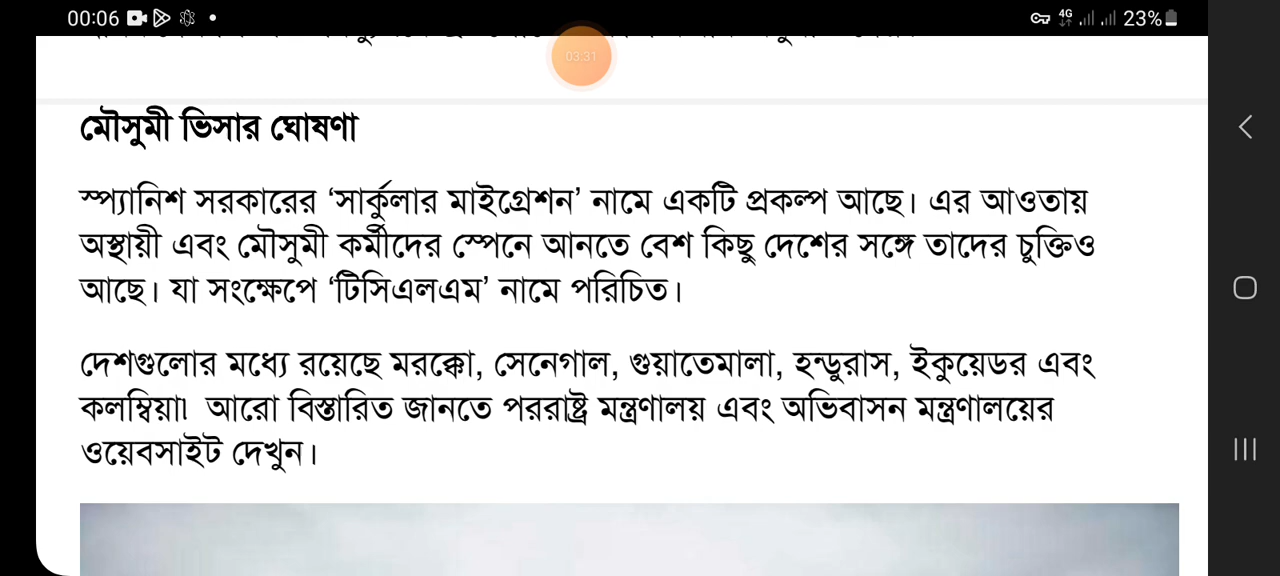 00:06
4G
23%
03:31
মৌসুমী ভিসার ঘোষণা
স্প্যানিশ সরকারের ‘সার্কুলার মাইগ্রেশন’ নামে একটি প্রকল্প আছে। এর আওতায়
অস্থায়ী এবং মৌসুমী কর্মীদের স্পেনে আনতে বেশ কিছু দেশের সঙ্গে তাদের চুক্তিও
আছে। যা সংক্ষেপে ‘টিসিএলএম’ নামে পরিচিত।
দেশগুলোর মধ্যে রয়েছে মরক্কো, সেনেগাল, গুয়াতেমালা, হন্ডুরাস, ইকুয়েডর এবং
কলম্বিয়া৷ আরো বিস্তারিত জানতে পররাষ্ট্র মন্ত্রণালয় এবং অভিবাসন মন্ত্রণালয়ের
ওয়েবসাইট দেখুন।